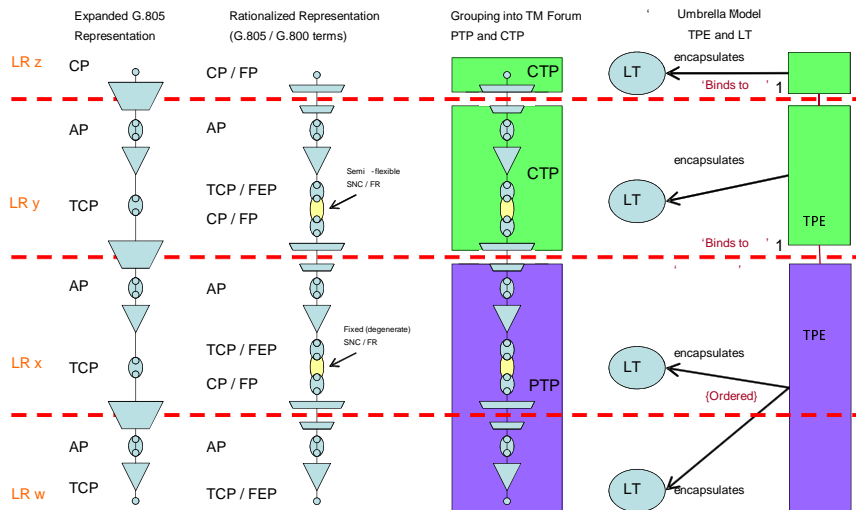 Expanded G.805
Representation
Rationalized Representation
(G.805 / G.800 terms)
Grouping into TM Forum
PTP and CTP
‘ Umbrella Model
TPE and LT
LR z
CP
CP / FP
CTP
LT
encapsulates
‘Binds to ’ 1
AP
AP
CTP
encapsulates
Semi -flexible
SNC / FR
LR y
TCP
TCP / FEP
CP / FP
LT
TPE
‘Binds to ’ 1
‘ ’
AP
AP
TPE
Fixed (degenerate)
SNC / FR
LR x
TCP
TCP / FEP
CP / FP
PTP
LT
encapsulates
{Ordered}
AP
AP
LR w
TCP
TCP / FEP
LT
encapsulates